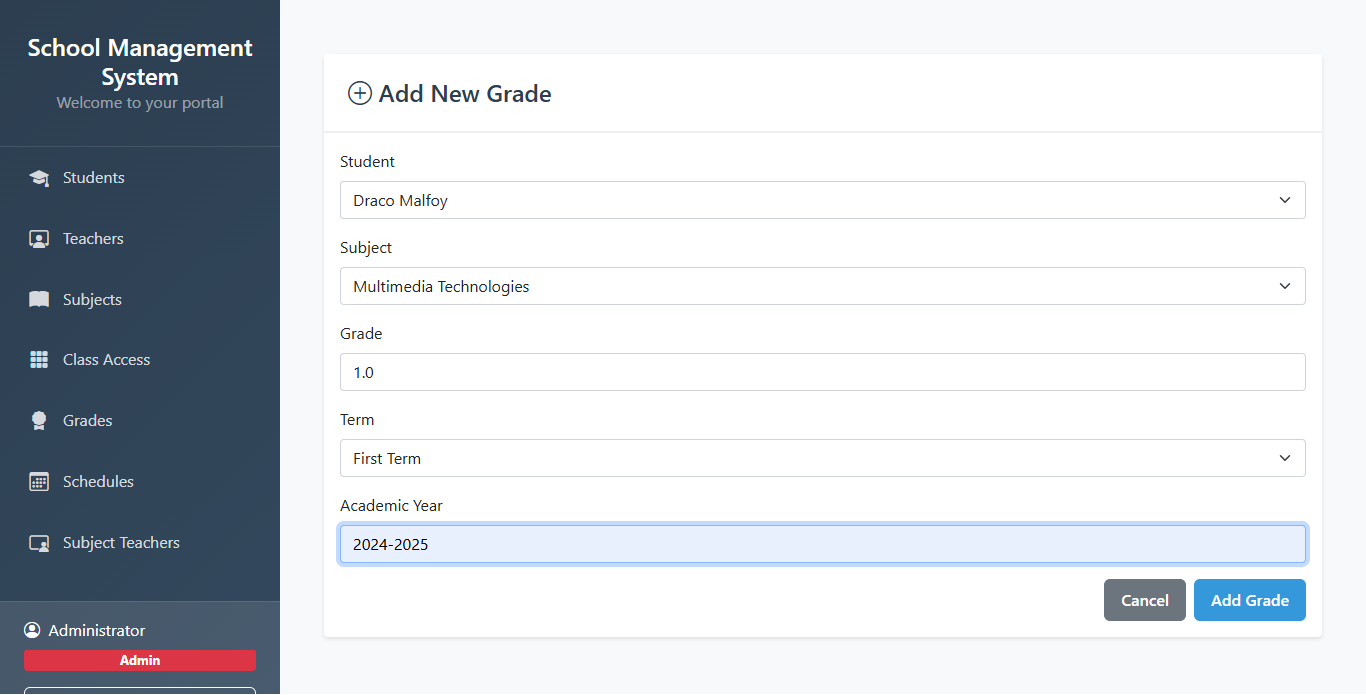 School Management
System
Welcome to your portal
Students
Teachers
Subjects
Class Access
Grades
Schedules
Subject Teachers
Administrator
Admin
Add New Grade
Student
Draco Malfoy
Subject
Multimedia Technologies
Grade
1.0
Term
First Term
Academic Year
2024-2025
Cancel
Add Grade